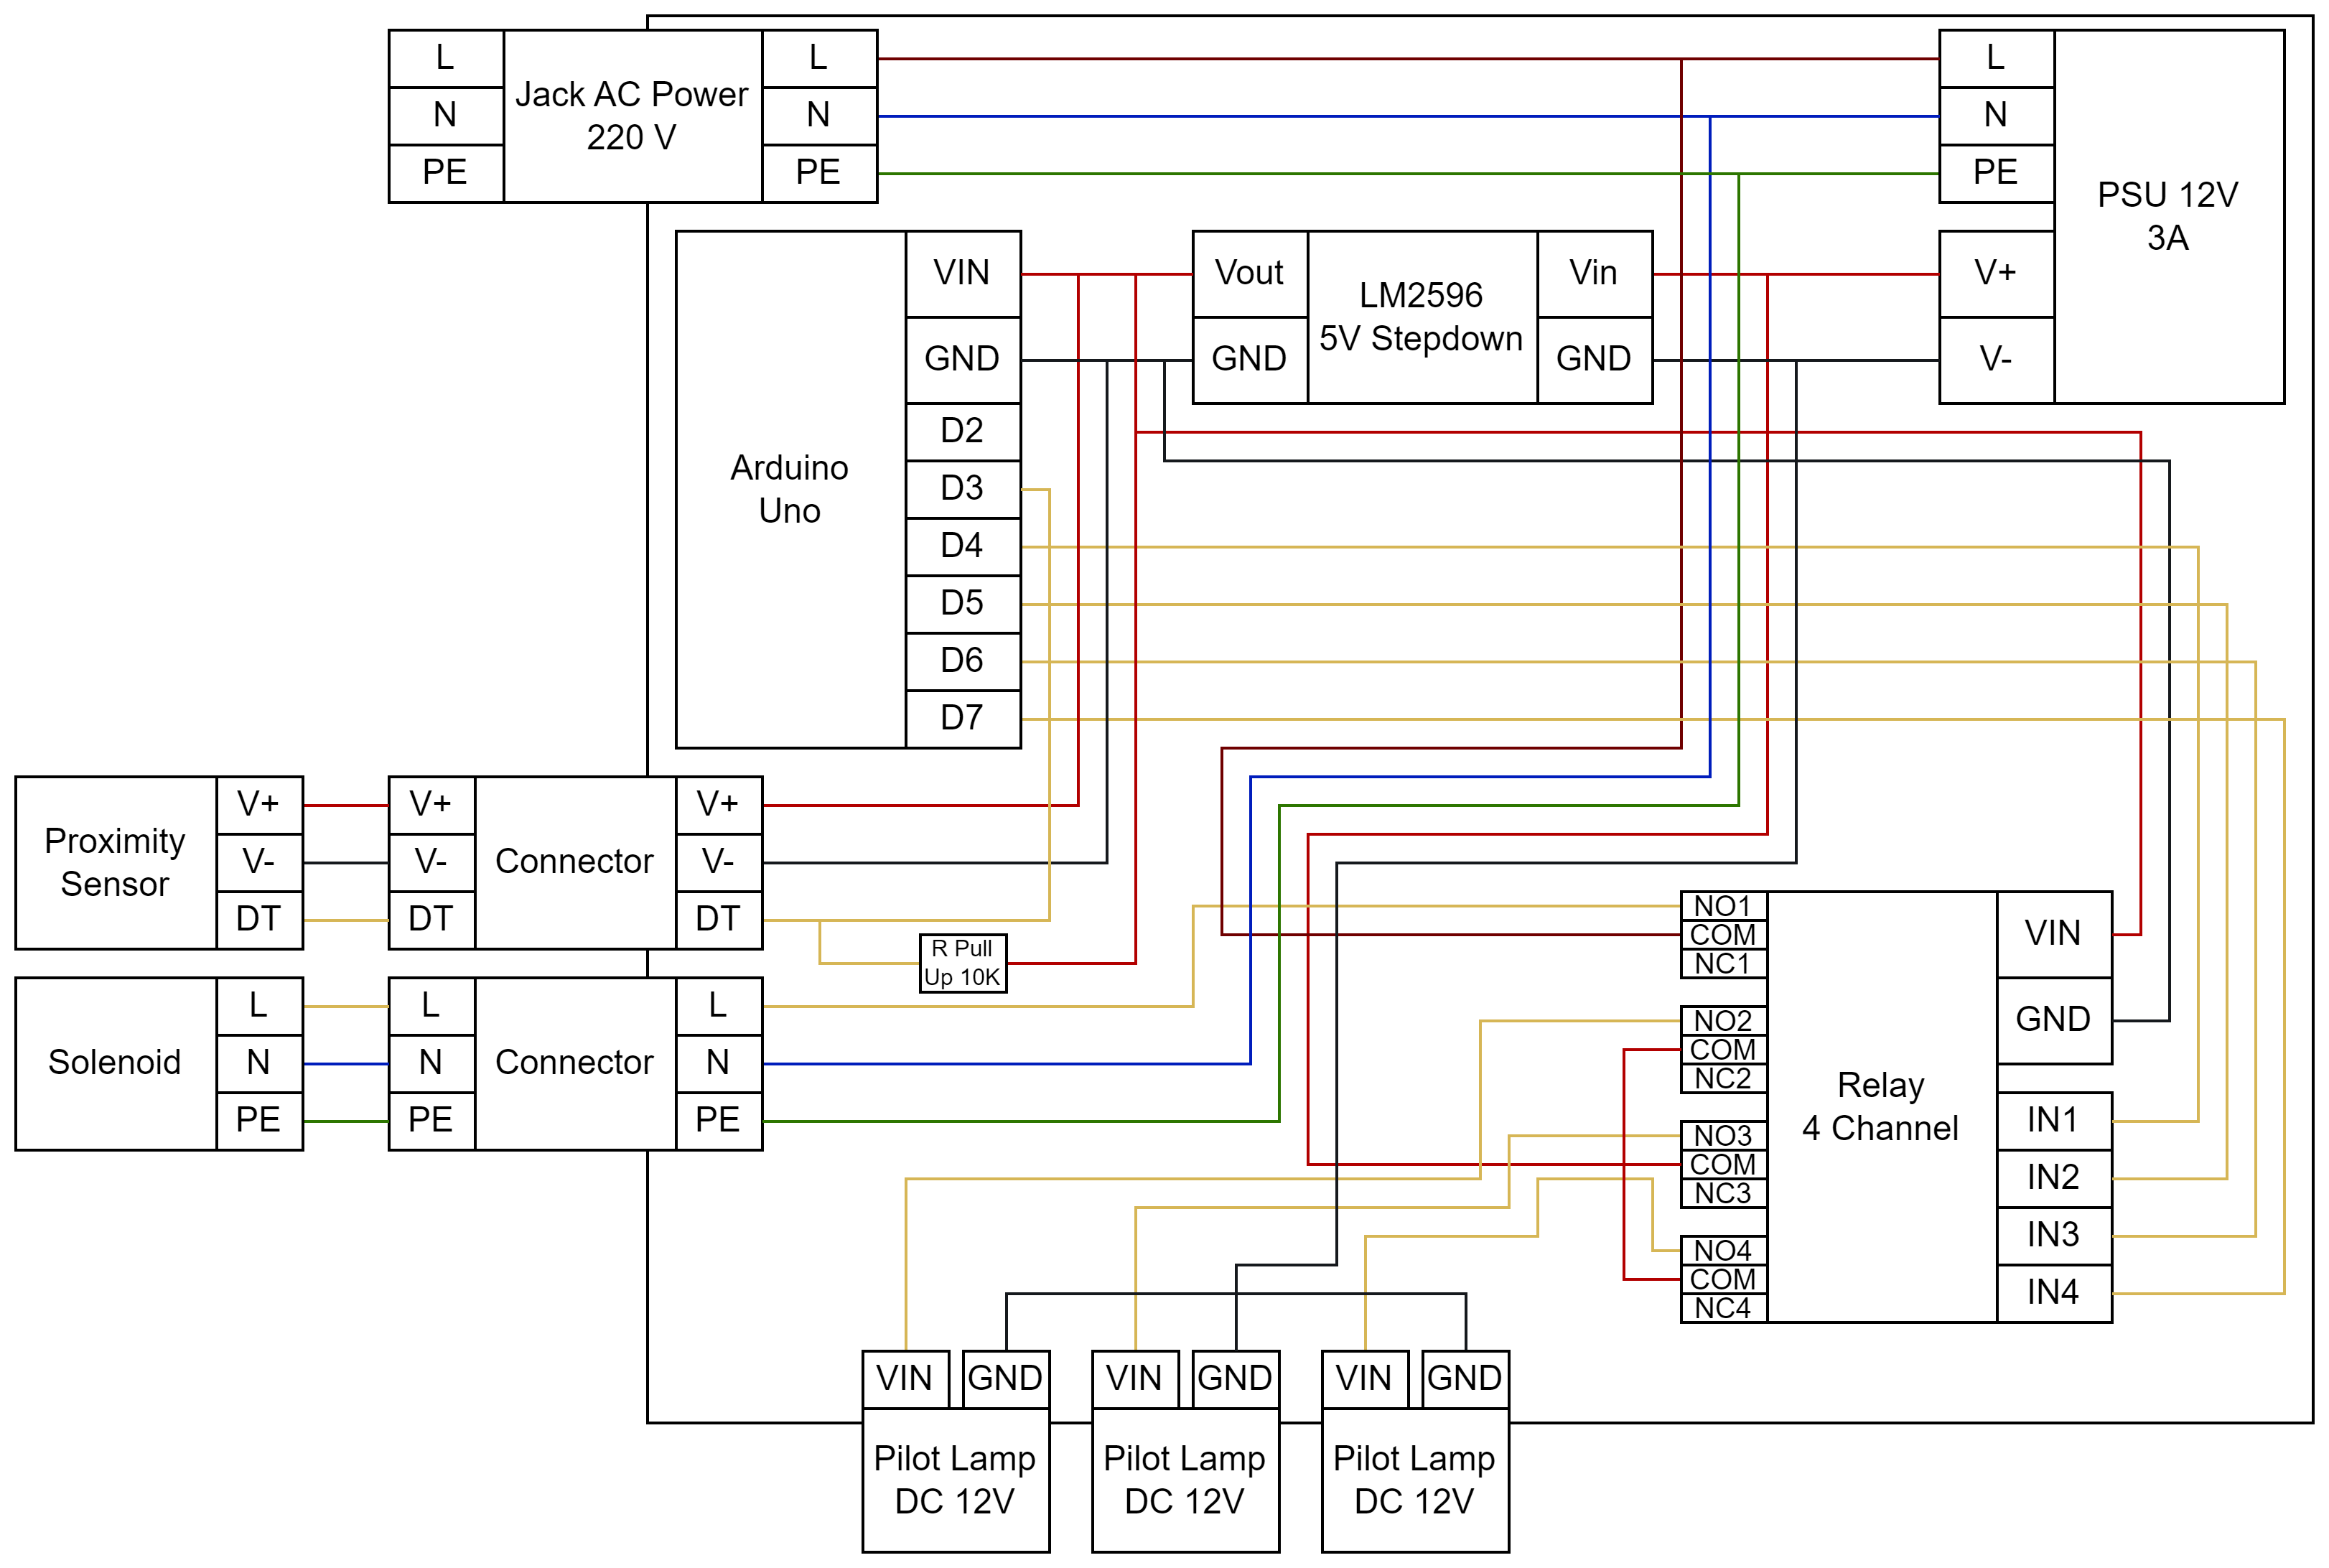 L
N
PE
Jack AC Power
220 V
L
N
PE
L
N
PE
V+
V-
PSU 12V
3A
Arduino
Uno
VIN
GND
D2
D3
D4
D5
D6
D7
Vout
GND
LM2596
5V Stepdown
Vin
GND
Proximity
Sensor
V+
V-
DT
V+
V-
DT
Connector
V+
V-
DT
R Pull
Up 10K
Solenoid
L
N
PE
L
N
PE
Connector
L
N
PE
NO1
COM
NC1
NO2
COM
NC2
NO3
COM
NC3
NO4
COM
NC4
Relay
4 Channel
VIN
GND
IN1
IN2
IN3
IN4
VIN
GND
Pilot Lamp
DC 12V
VIN
GND
Pilot Lamp
DC 12V
VIN
GND
Pilot Lamp
DC 12V